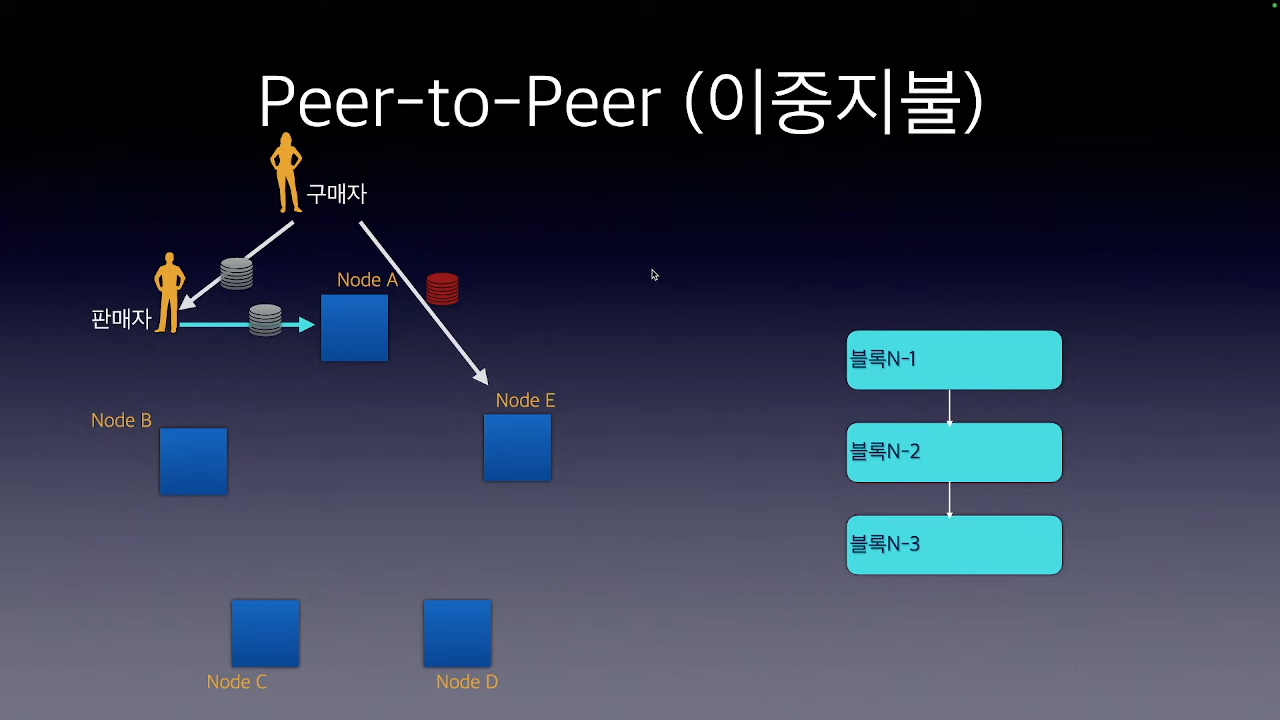 Peer-to-Peer (이중지불)
구매자
Node A
판매자
Node B
Node E
Node C
Node D
블록N-1
블록N-2
블록N-3